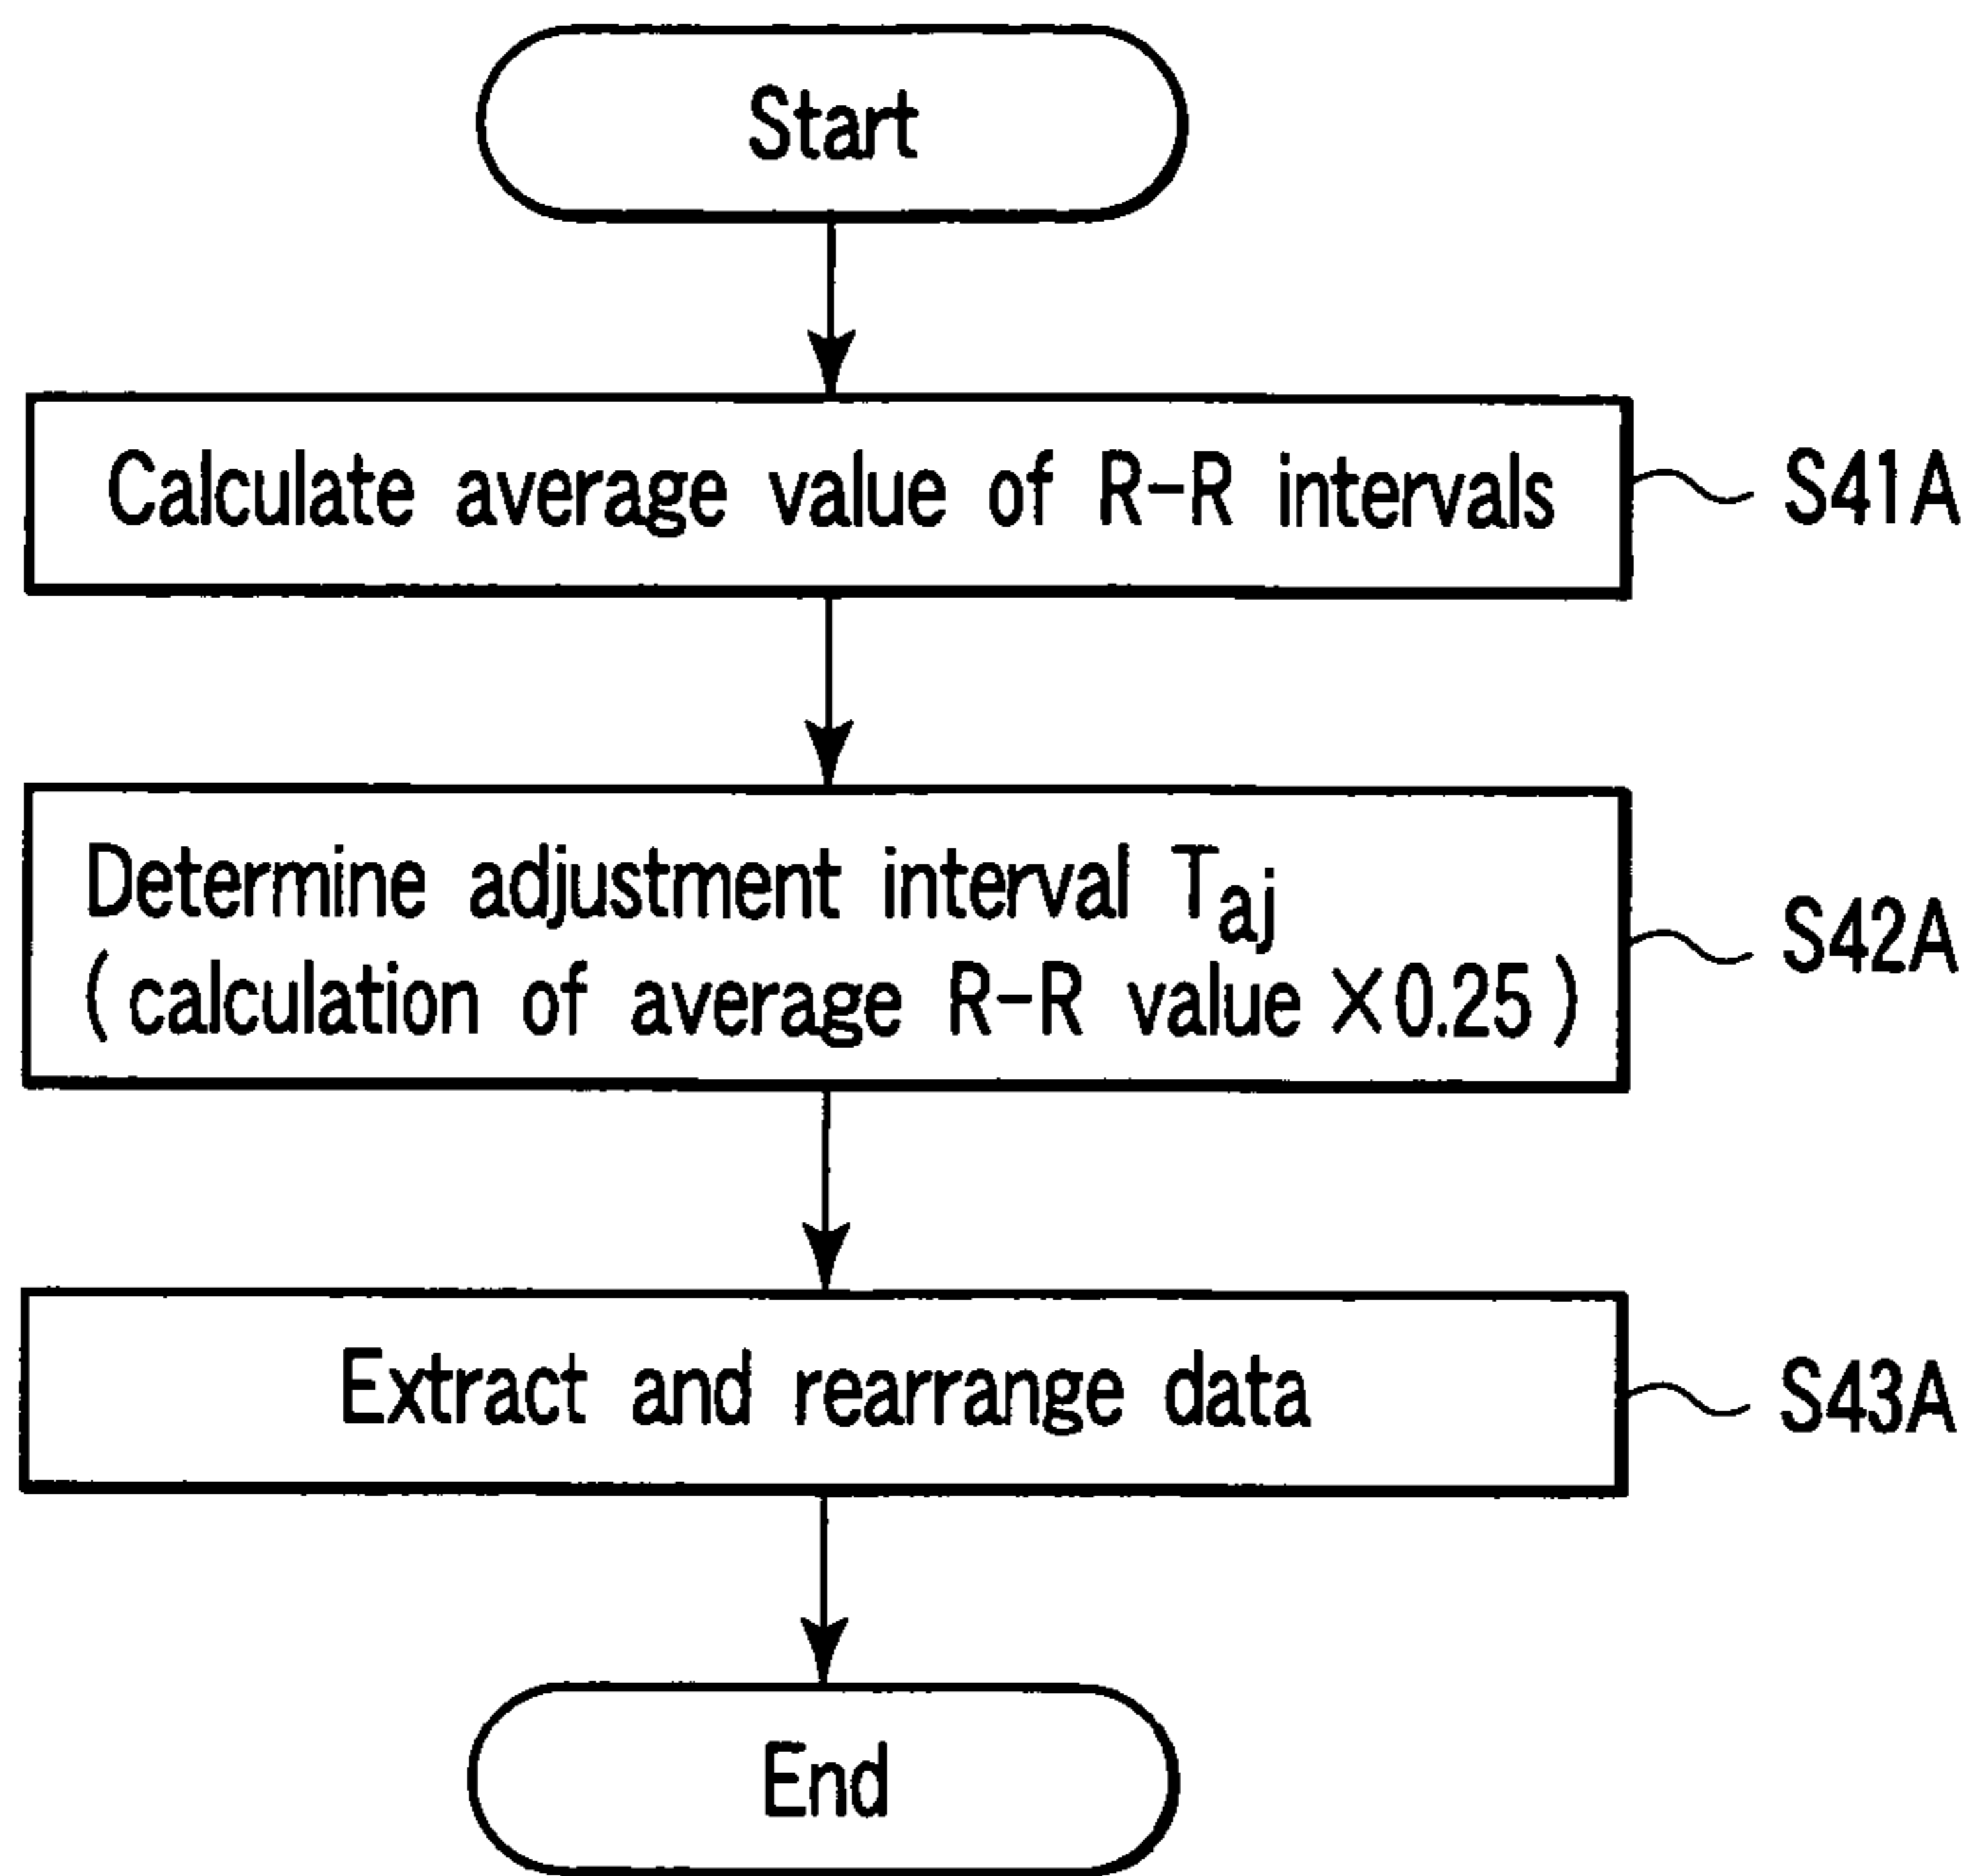 Start
Calculate average value of R-R intervals
S41A
Determine adjustment interval Taj
(calculation of average R-R value ×0.25)
S42A
Extract and rearrange data
S43A
End